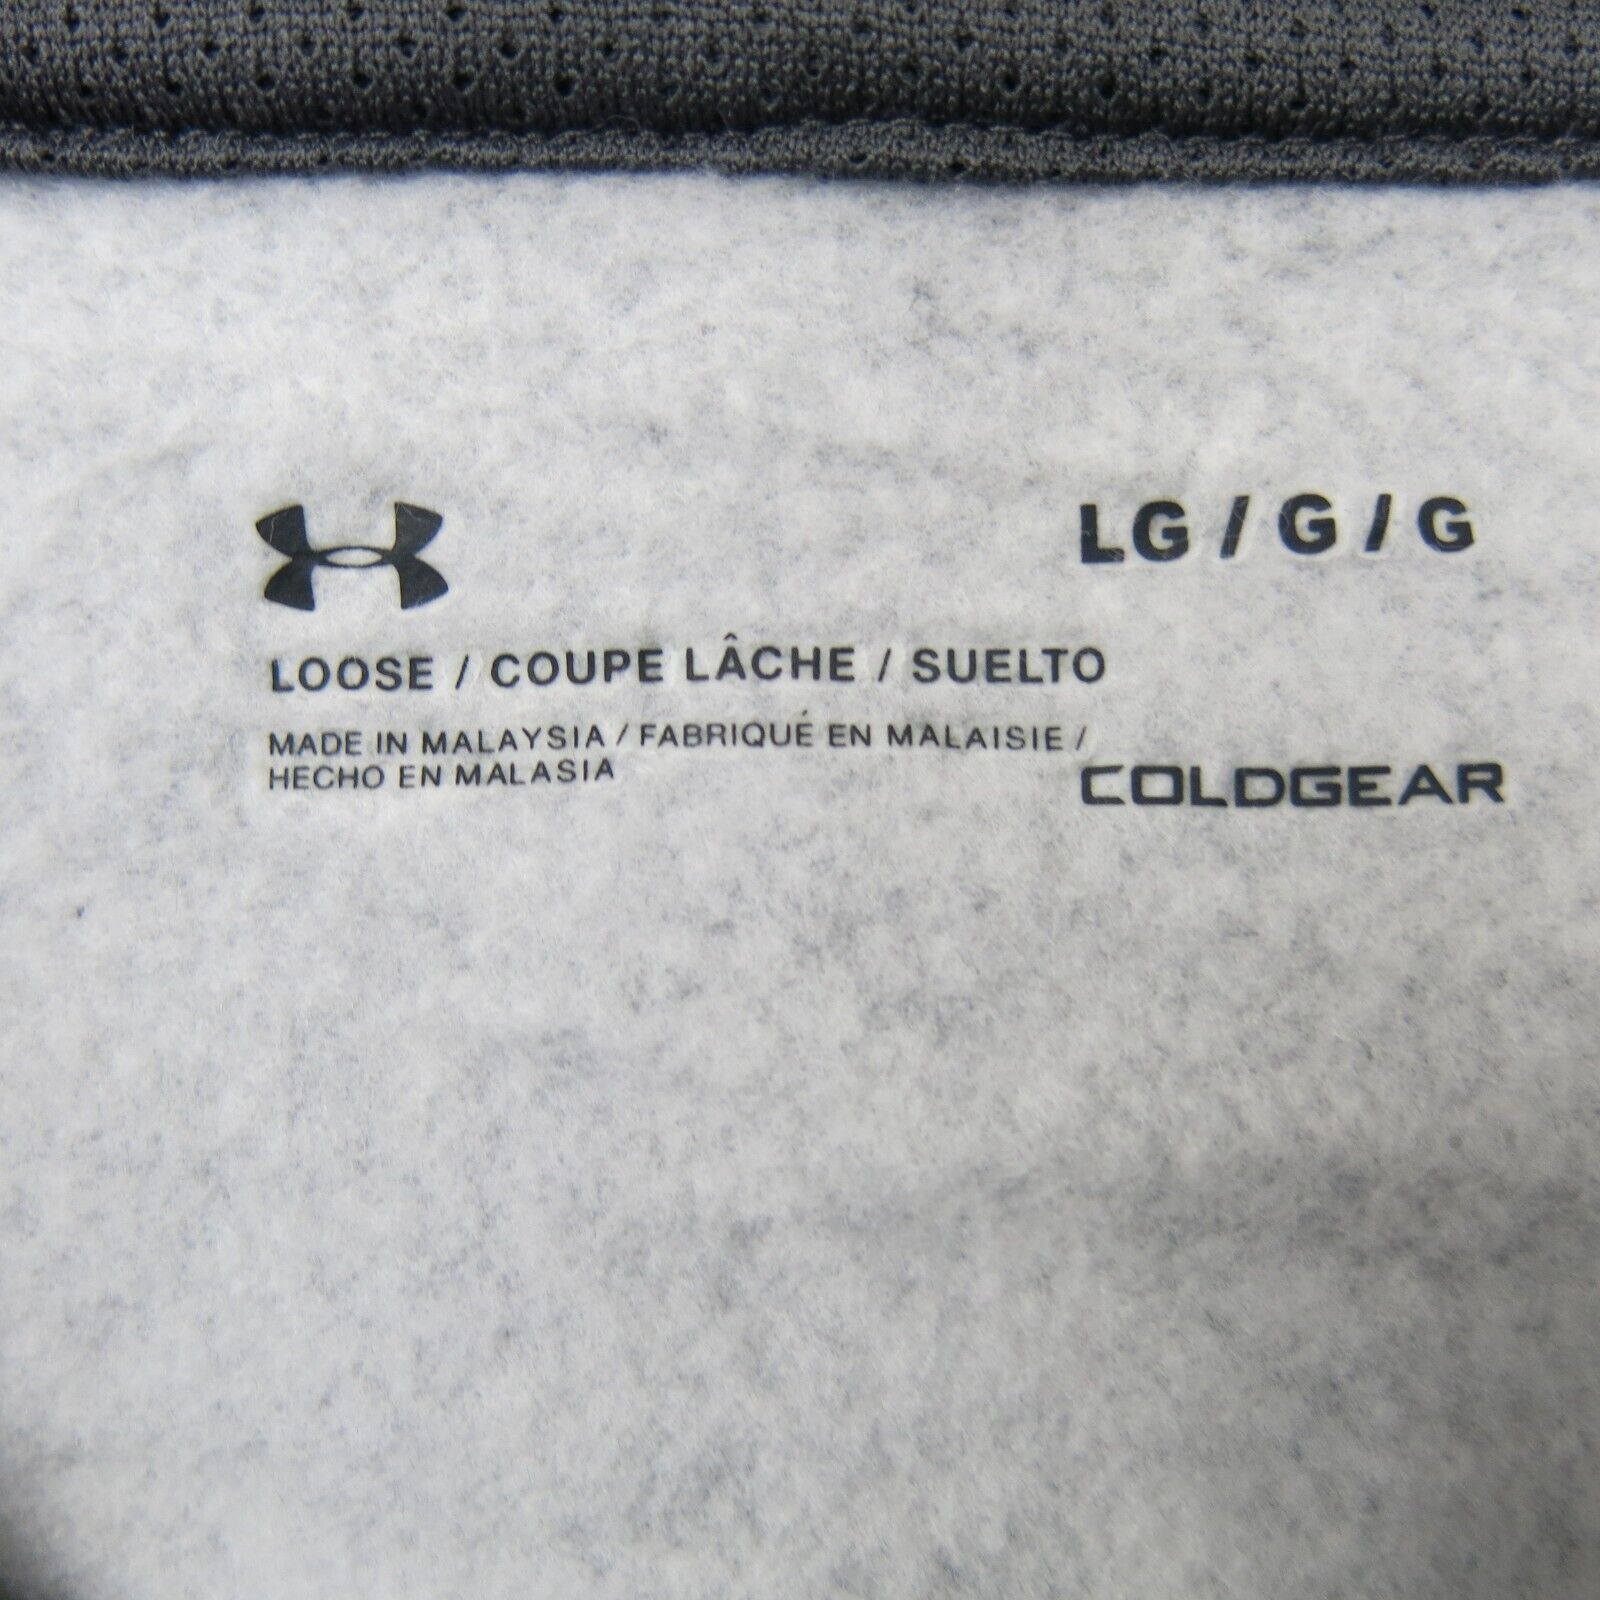 LG / G / G
LOOSE / COUPE LÂCHE / SUELTO
MADE IN MALAYSIA / FABRIQUÉ EN MALAISIE /
HECHO EN MALASIA
COLDGEAR